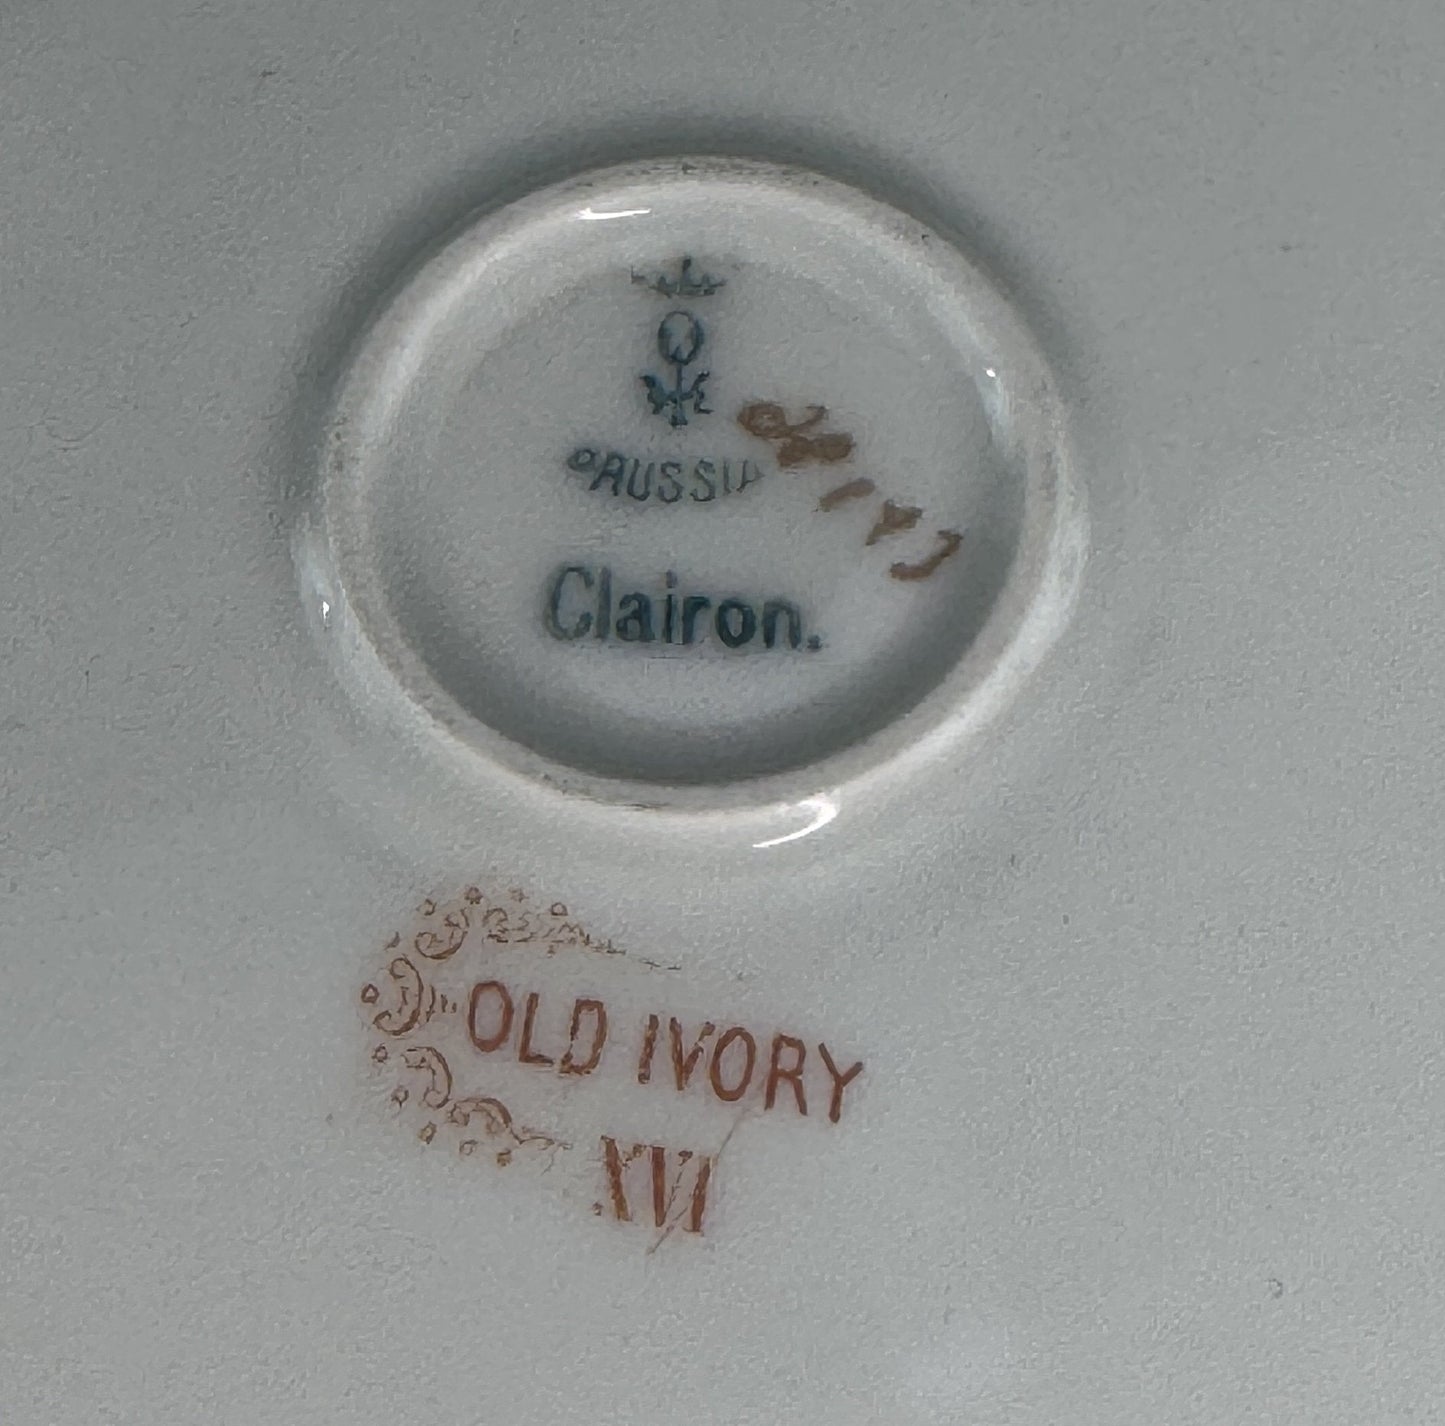 PRUSSIA
Clairon.
OLD IVORY
XVI